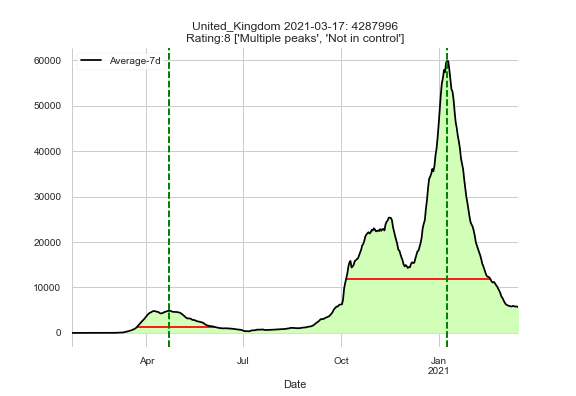 United_Kingdom 2021-03-17: 4287996
Rating:8 ['Multiple peaks', 'Not in control']
Average-7d
60000
50000
40000
30000
20000
10000
0
Apr
Jul
Oct
Jan
2021
Date